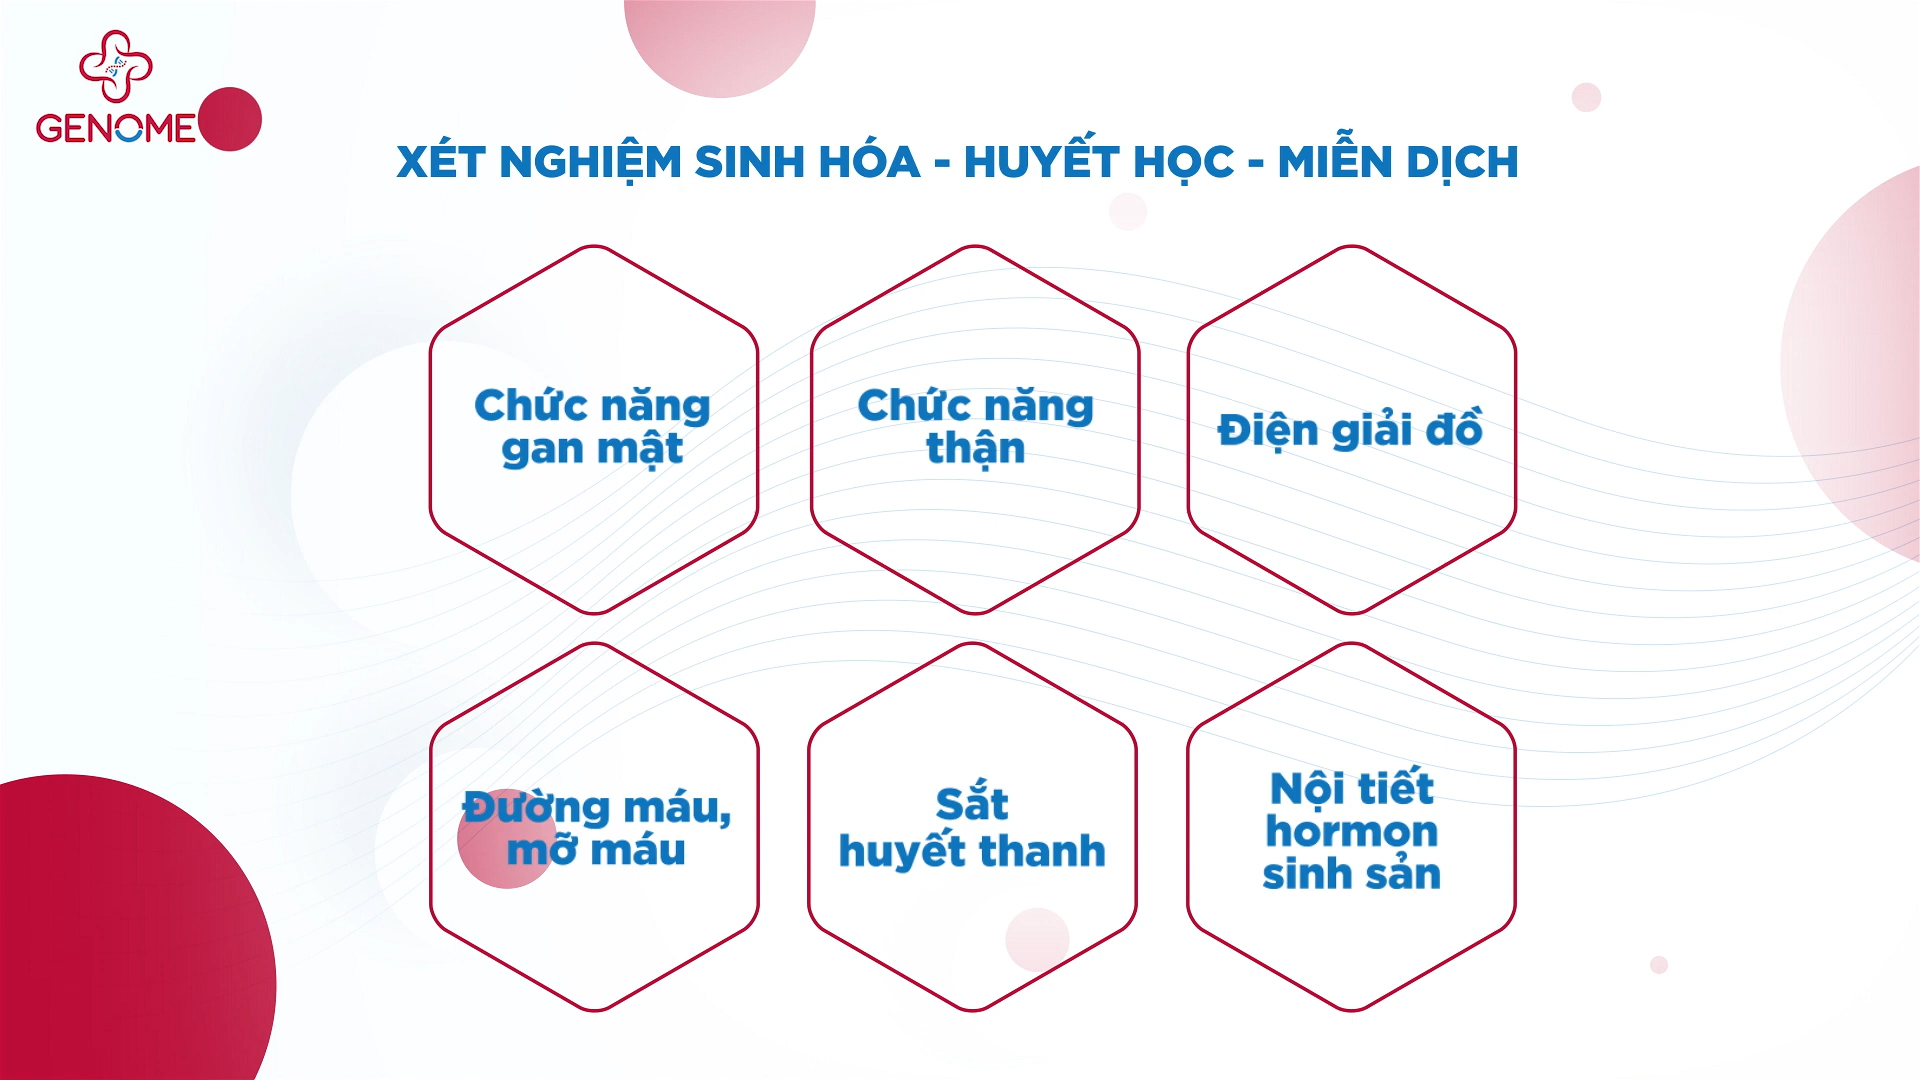 GENOME
XÉT NGHIỆM SINH HÓA - HUYẾT HỌC - MIỄN DỊCH
Chức năng
gan mật
Chức năng
thận
Điện giải đồ
Đường máu,
mỡ máu
Sắt
huyết thanh
Nội tiết
hormon
sinh sản